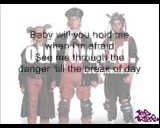 Baby will you hold me
when I'm afraid
See me through the
danger 'till the break of day